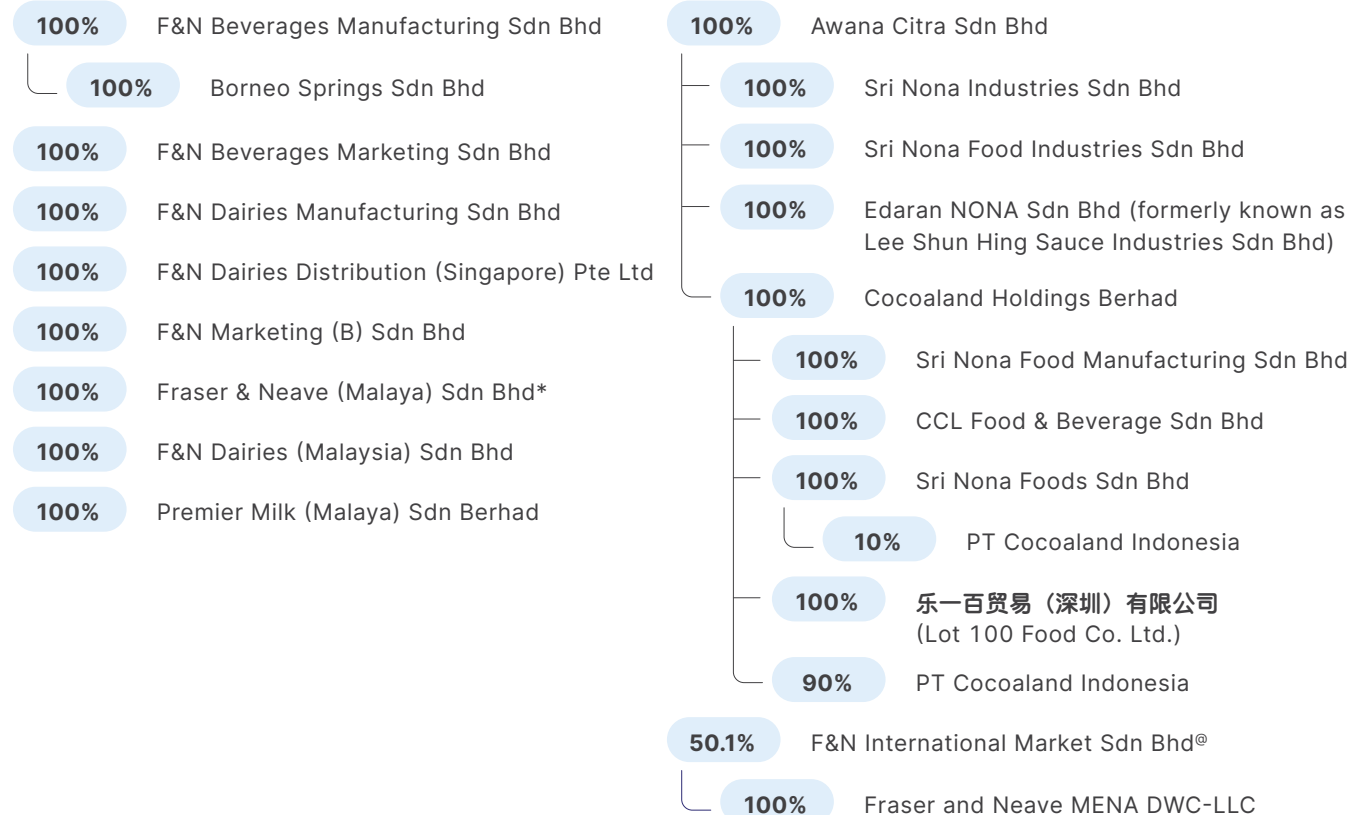 100% F&N Beverages Manufacturing Sdn Bhd
100% Borneo Springs Sdn Bhd
100% F&N Beverages Marketing Sdn Bhd
100% F&N Dairies Manufacturing Sdn Bhd
100% F&N Dairies Distribution (Singapore) Pte Ltd
100% F&N Marketing (B) Sdn Bhd
100% Fraser & Neave (Malaya) Sdn Bhd*
100% F&N Dairies (Malaysia) Sdn Bhd
100% Premier Milk (Malaya) Sdn Berhad
100% Awana Citra Sdn Bhd
100% Sri Nona Industries Sdn Bhd
100% Sri Nona Food Industries Sdn Bhd
100% Edaran NONA Sdn Bhd (formerly known as
Lee Shun Hing Sauce Industries Sdn Bhd)
100% Cocoaland Holdings Berhad
100% Sri Nona Food Manufacturing Sdn Bhd
100% CCL Food & Beverage Sdn Bhd
100% Sri Nona Foods Sdn Bhd
10% PT Cocoaland Indonesia
100% 乐一百贸易（深圳）有限公司
(Lot 100 Food Co. Ltd.)
90% PT Cocoaland Indonesia
50.1% F&N International Market Sdn Bhd@
100% Fraser and Neave MENA DWC-LLC